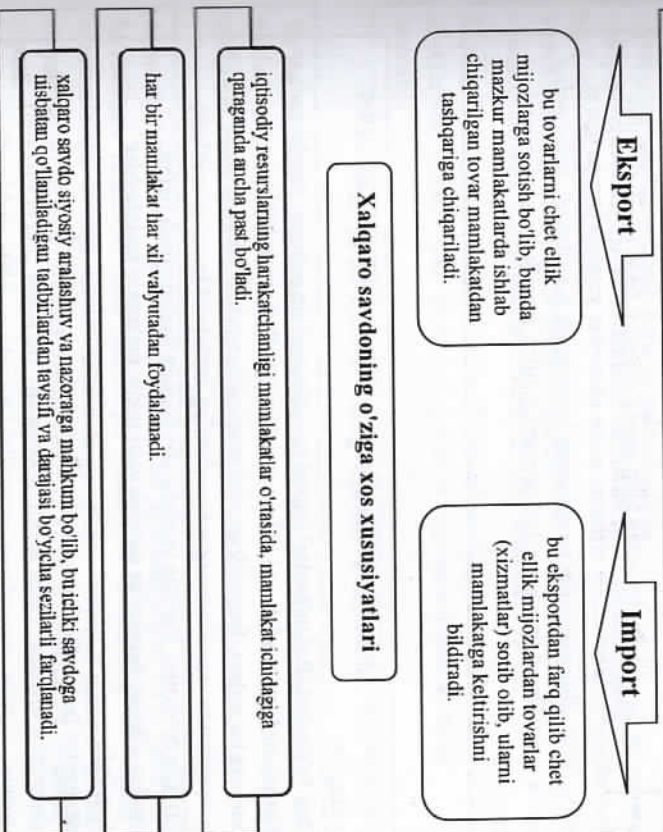 Eksport
Import
bu tovarlarni chet ellik
mijozlarga sotish bo'lib, bunda
mazkur mamlakatlarda ishlab
chiqarilgan tovar mamlakatdan
tashqariga chiqariladi.
bu eksportdan farq qilib chet
ellik mijozlardan tovarlar
(xizmatlar) sotib olib, ularni
mamlakatga keltirishni
bildiradi.
Xalqaro savdoning o'ziga xos xususiyatlari
iqtisodiy resurslarning harakatchanligi mamlakatlar o'rtasida, mamlakat ichidagiga
qaraganda ancha past bo'ladi.
har bir mamlakat har xil valyutadan foydalanadi.
xalqaro savdo siyosiy aralashuv va nazoratga mahkum bo'lib, bu ichki savdoga
nisbatan qo'llaniladigan tadbirlardan tavsifi va darajasi bo'yicha sezilarli farqlanadi.